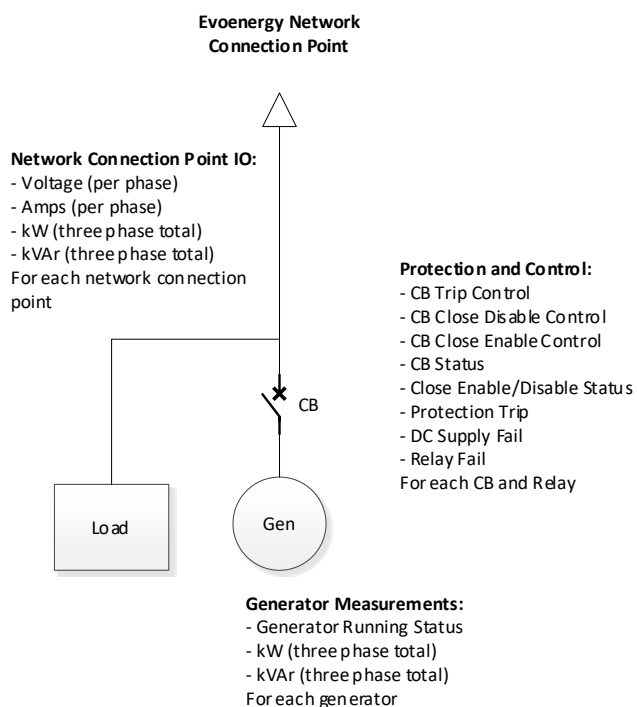 Evoenergy Network
Connection Point
Network Connection Point IO:
- Voltage (per phase)
- Amps (per phase)
- kW (three phase total)
- kVAr (three phase total)
For each network connection
point
Protection and Control:
- CB Trip Control
- CB Close Disable Control
- CB Close Enable Control
- CB Status
- Close Enable/Disable Status
- Protection Trip
- DC Supply Fail
- Relay Fail
For each CB and Relay
CB
Load
Gen
Generator Measurements:
- Generator Running Status
- kW (three phase total)
- kVAr (three phase total)
For each generator